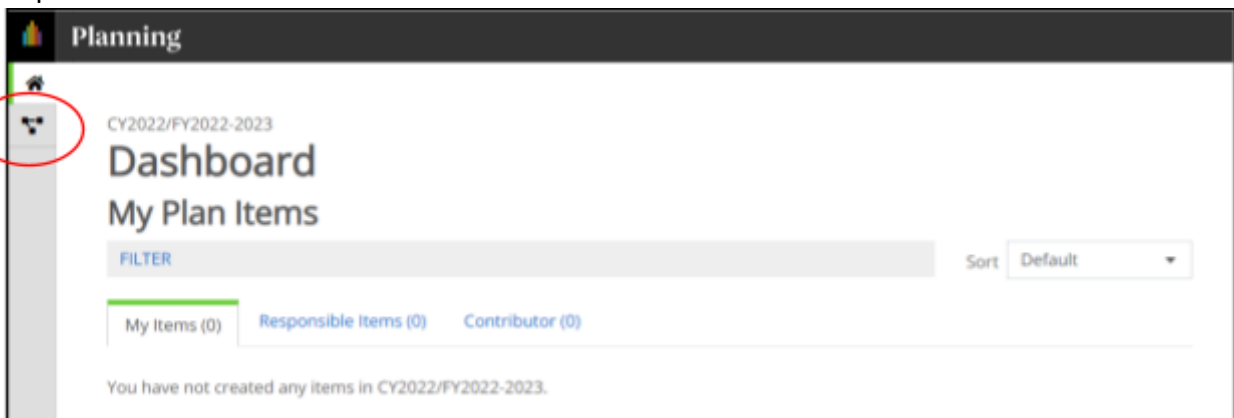 Planning
CY2022/FY2022-2023
Dashboard
My Plan Items
FILTER
Sort Default
My Items (0) Responsible Items (0) Contributor (0)
You have not created any items in CY2022/FY2022-2023.